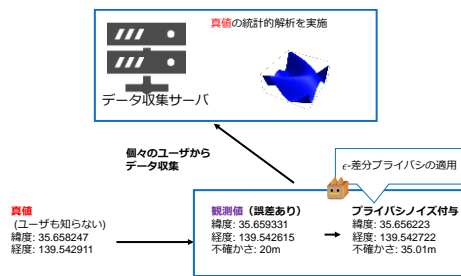 真値の統計的解析を実施
データ収集サーバ
個々のユーザから
データ収集
ϵ-差分プライバシの適用
真値
(ユーザも知らない)
緯度: 35.658247
経度: 139.542911
観測値（誤差あり）
緯度: 35.659331
経度: 139.542615
不確かさ: 20m
プライバシノイズ付与
緯度: 35.656223
経度: 139.542722
不確かさ: 35.01m